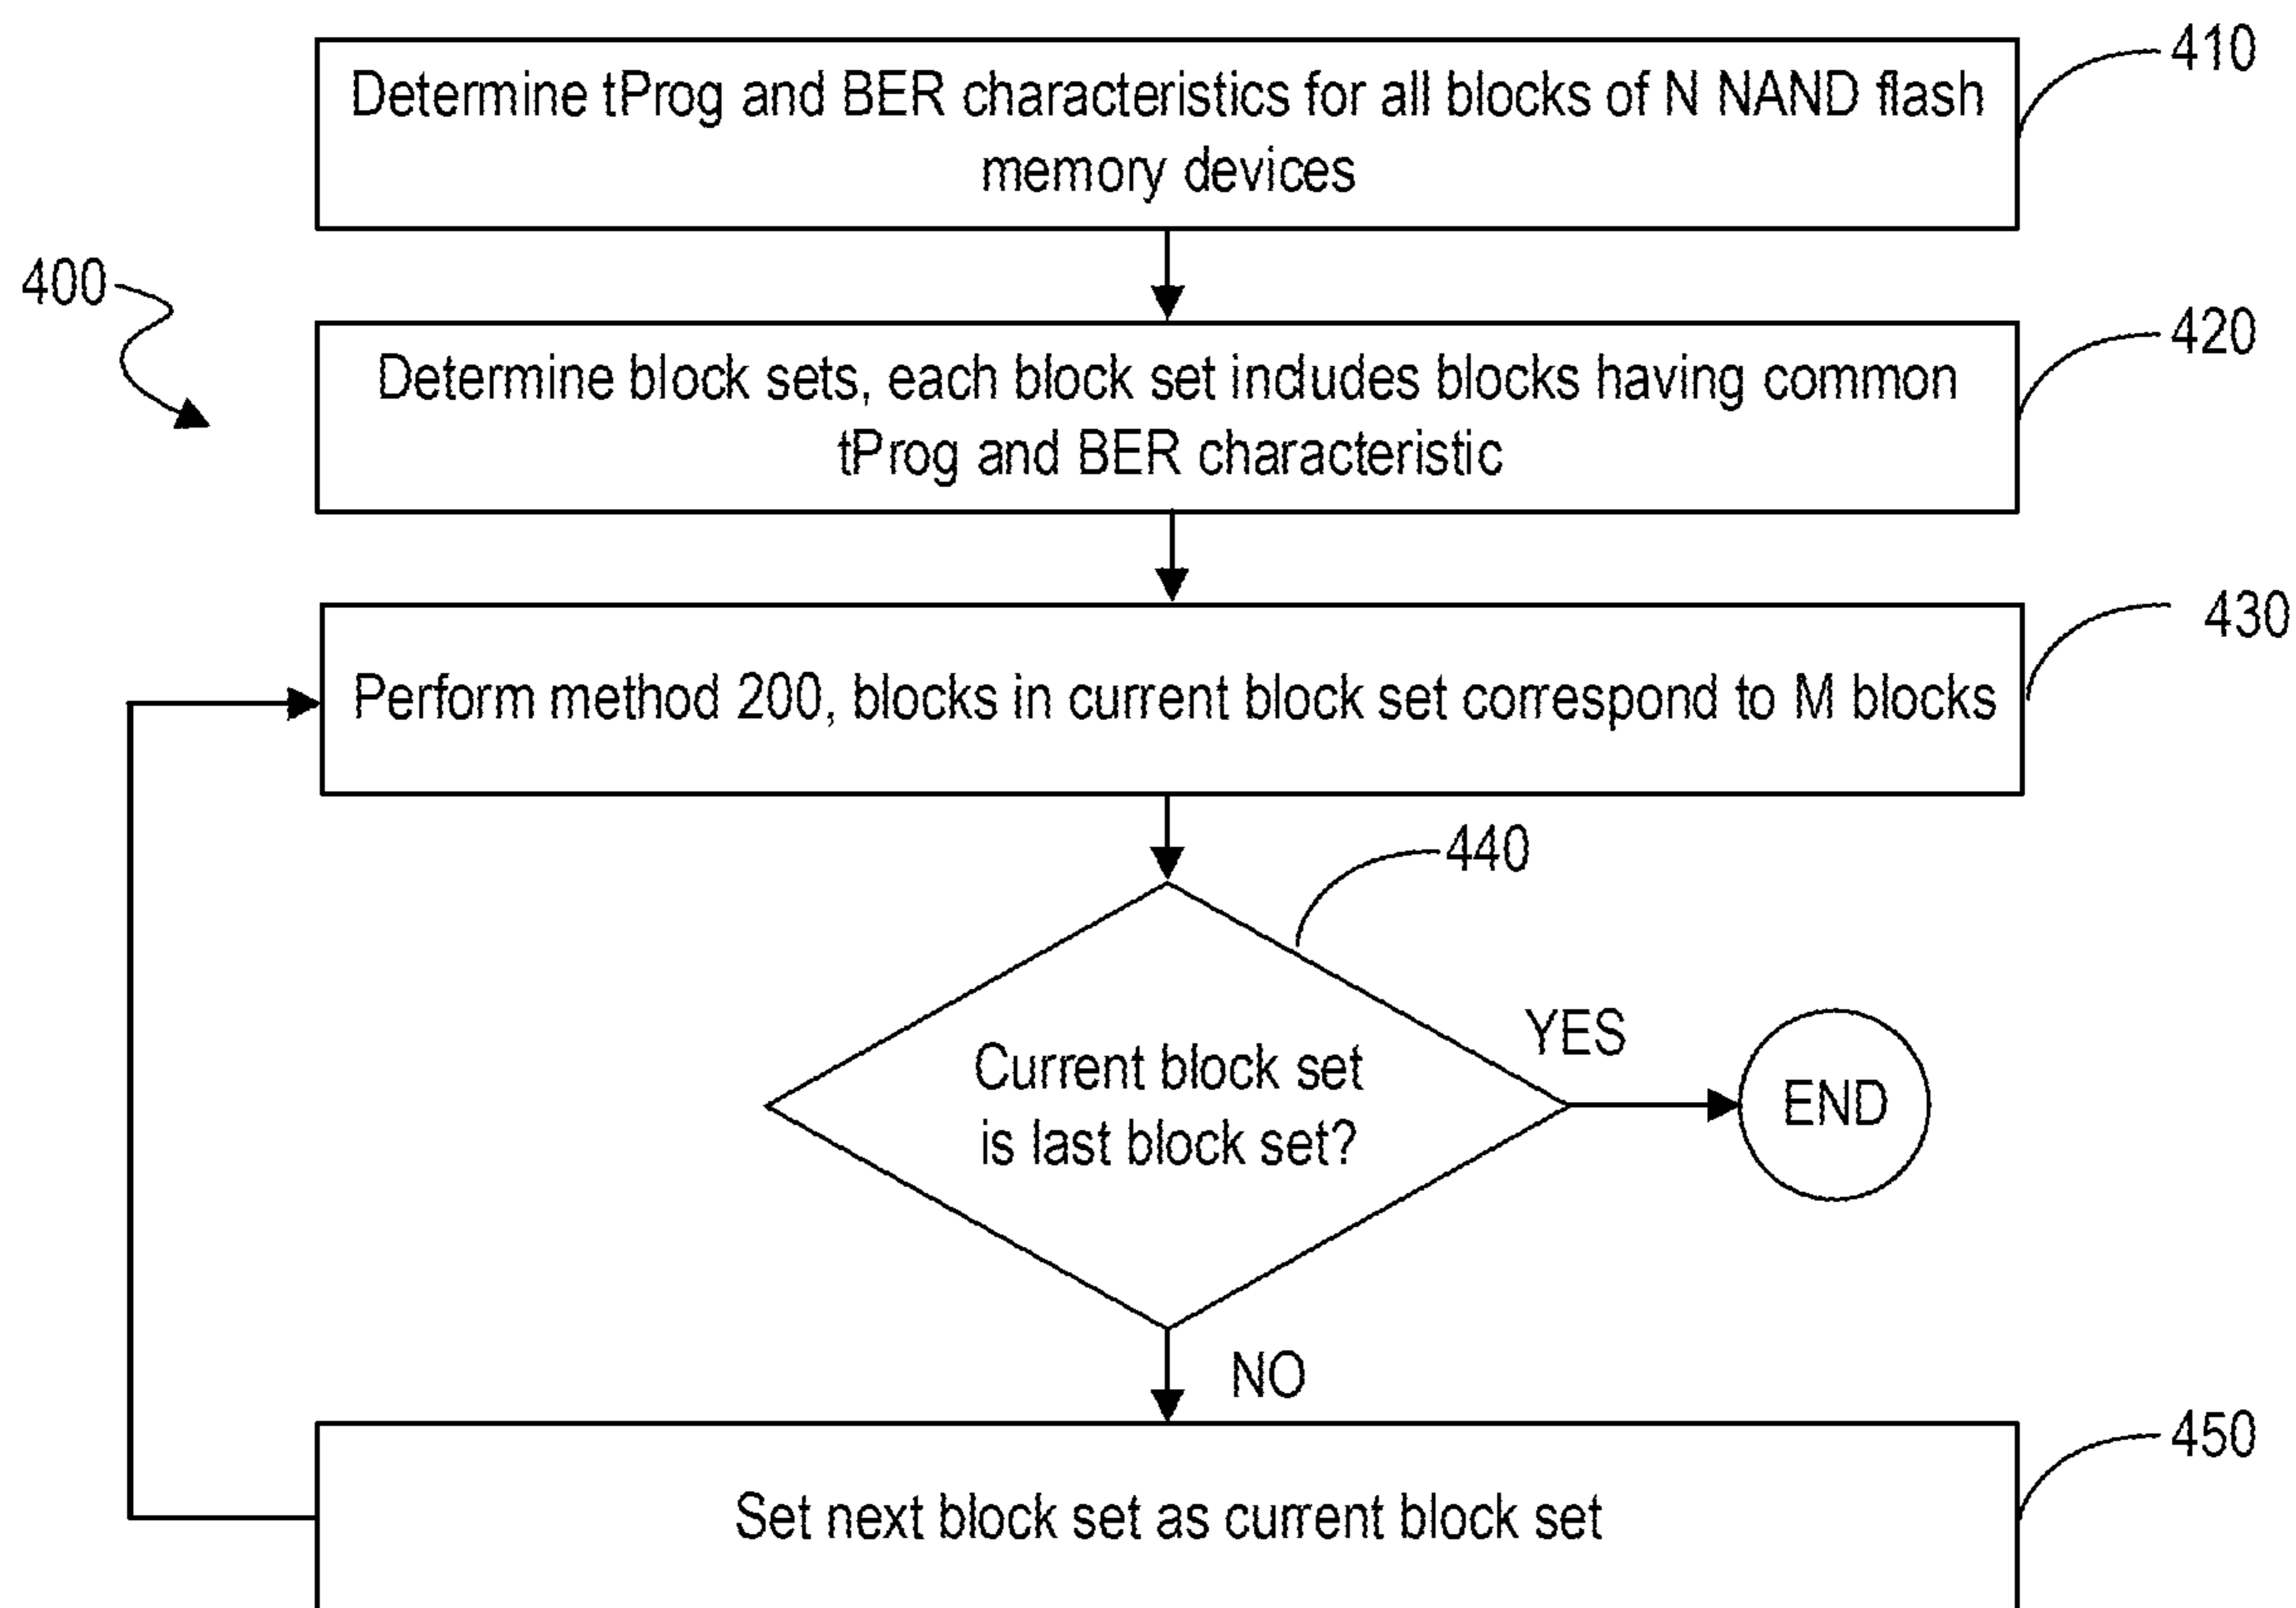 410
Determine tProg and BER characteristics for all blocks of N NAND flash
memory devices
400
420
Determine block sets, each block set includes blocks having common
tProg and BER characteristic
430
Perform method 200, blocks in current block set correspond to M blocks
440
YES
Current block set
is last block set?
END
NO
450
Set next block set as current block set